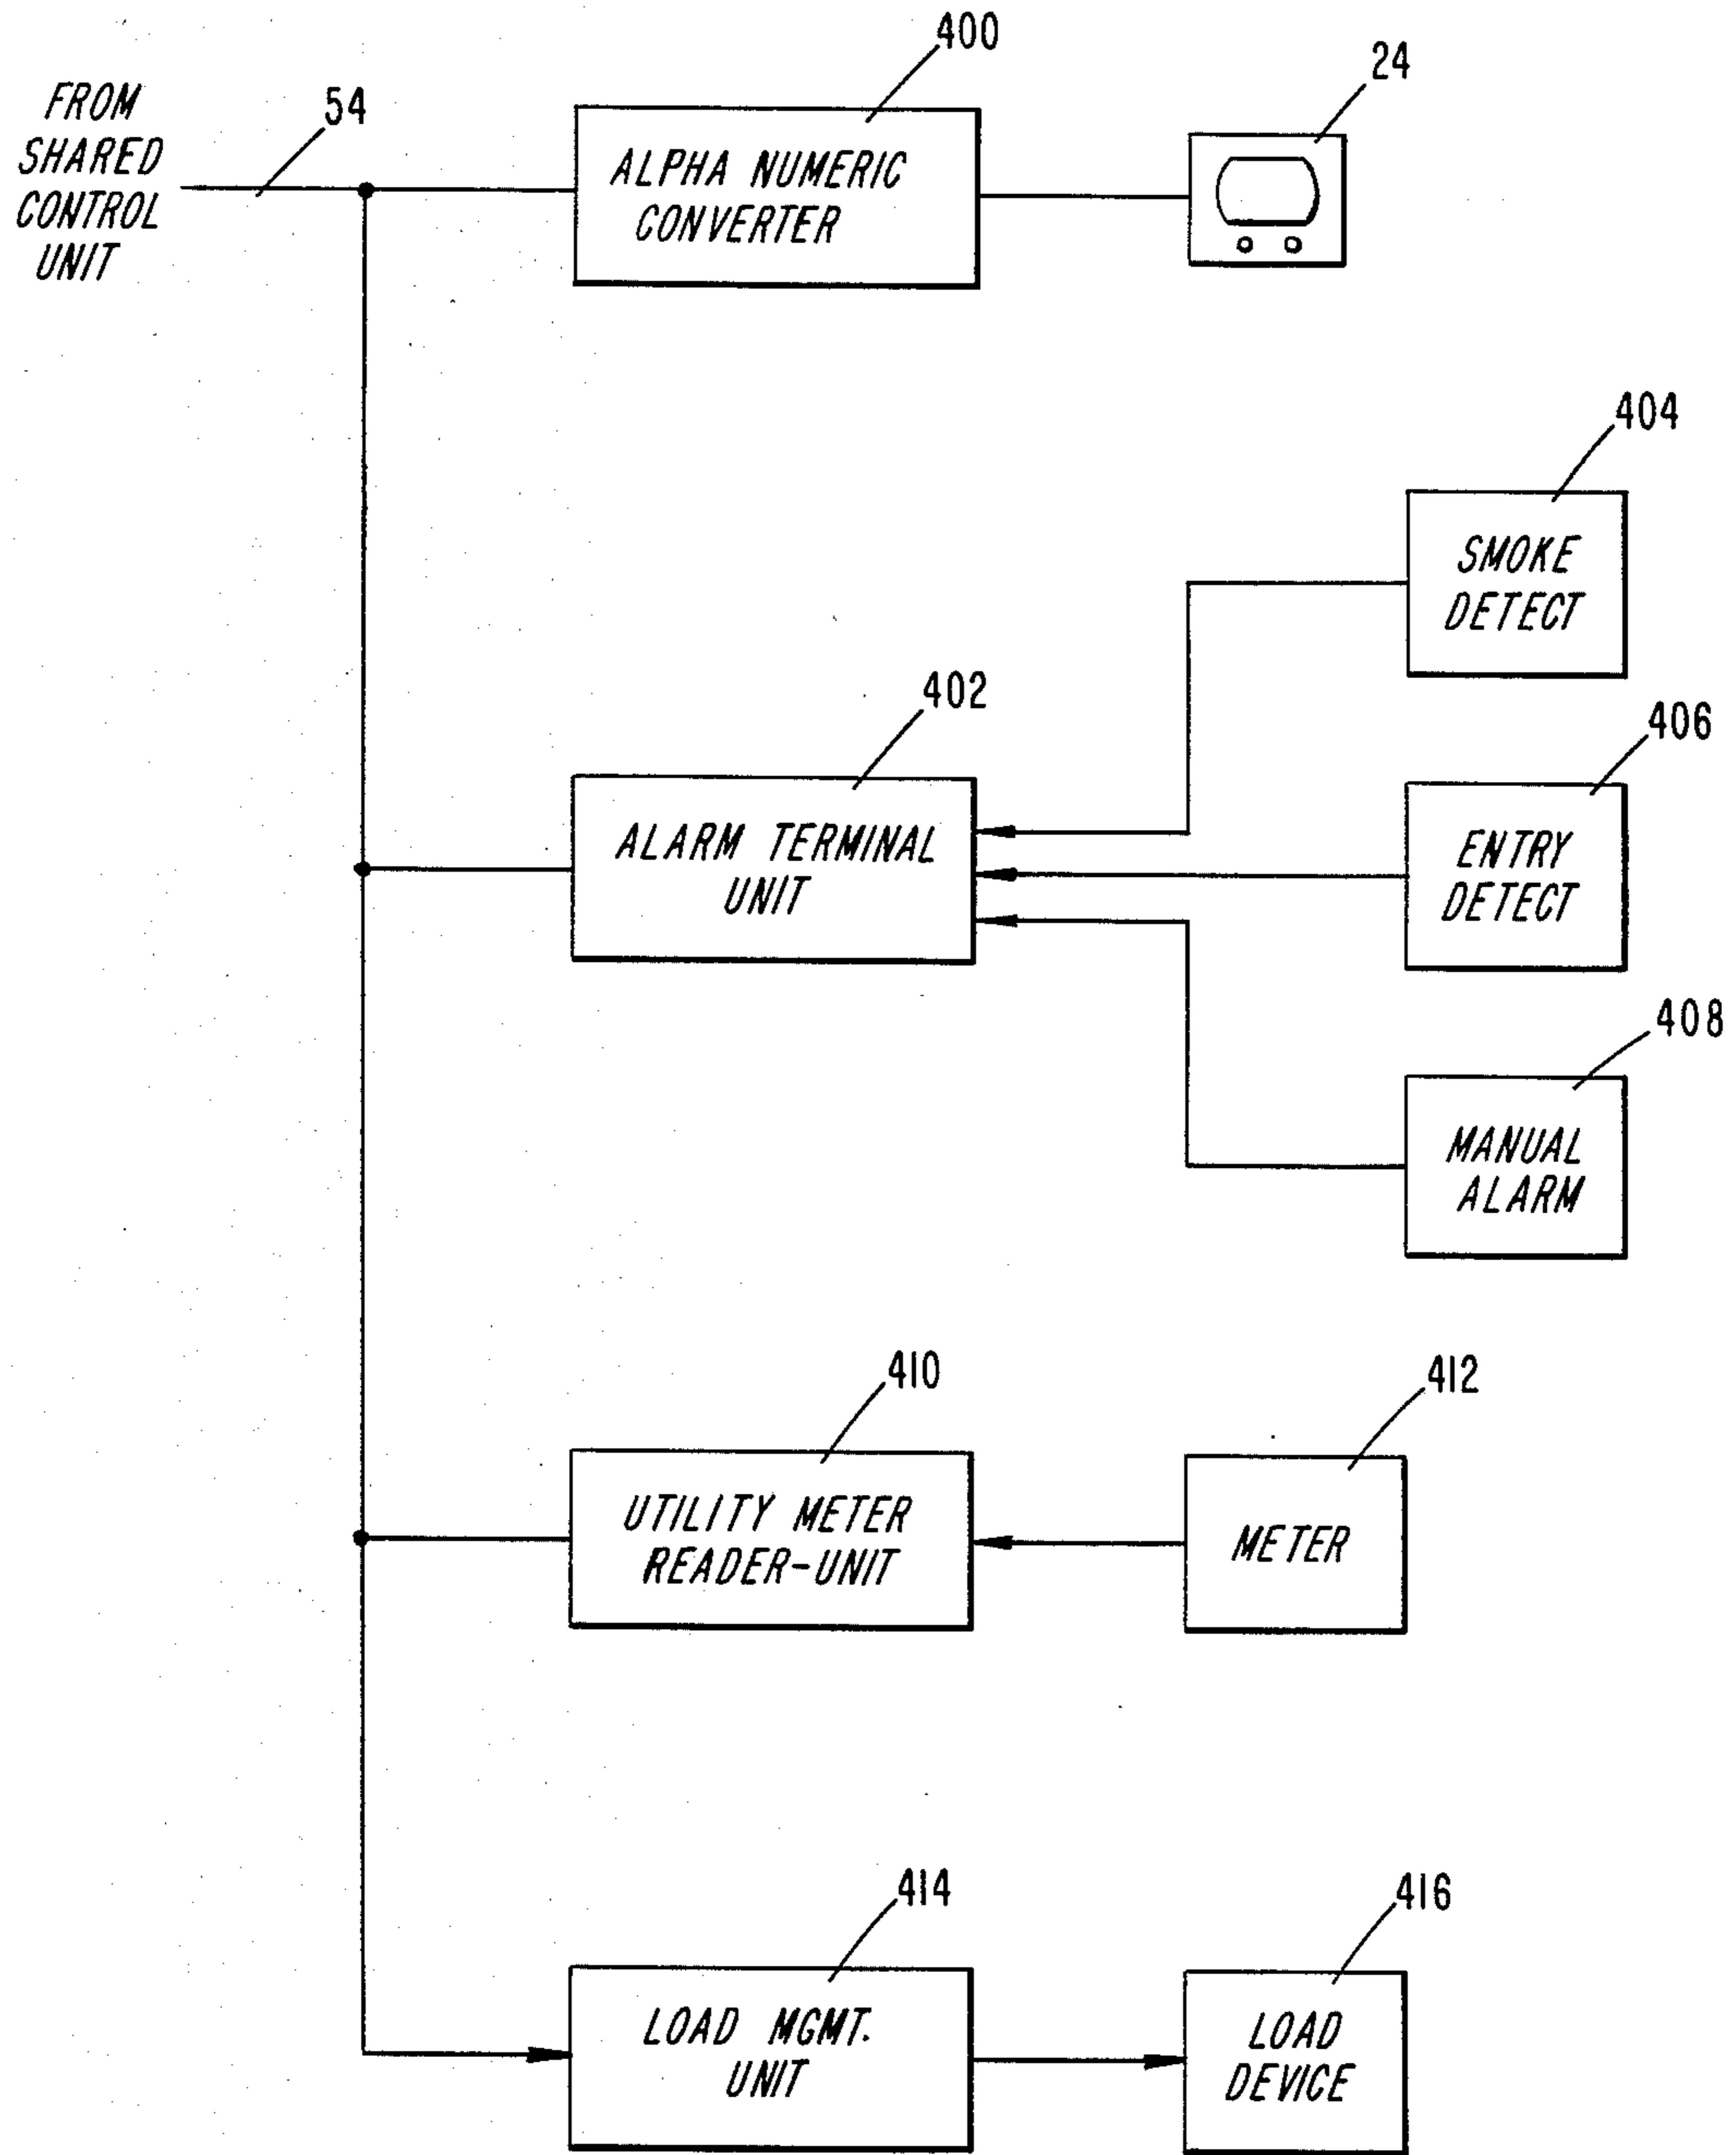 400
24
FROM
SHARED
CONTROL
UNIT
54
ALPHA NUMERIC
CONVERTER
404
SMOKE
DETECT
402
406
ALARM TERMINAL
UNIT
ENTRY
DETECT
408
MANUAL
ALARM
410
412
UTILITY METER
READER-UNIT
METER
414
416
LOAD MGMT.
UNIT
LOAD
DEVICE